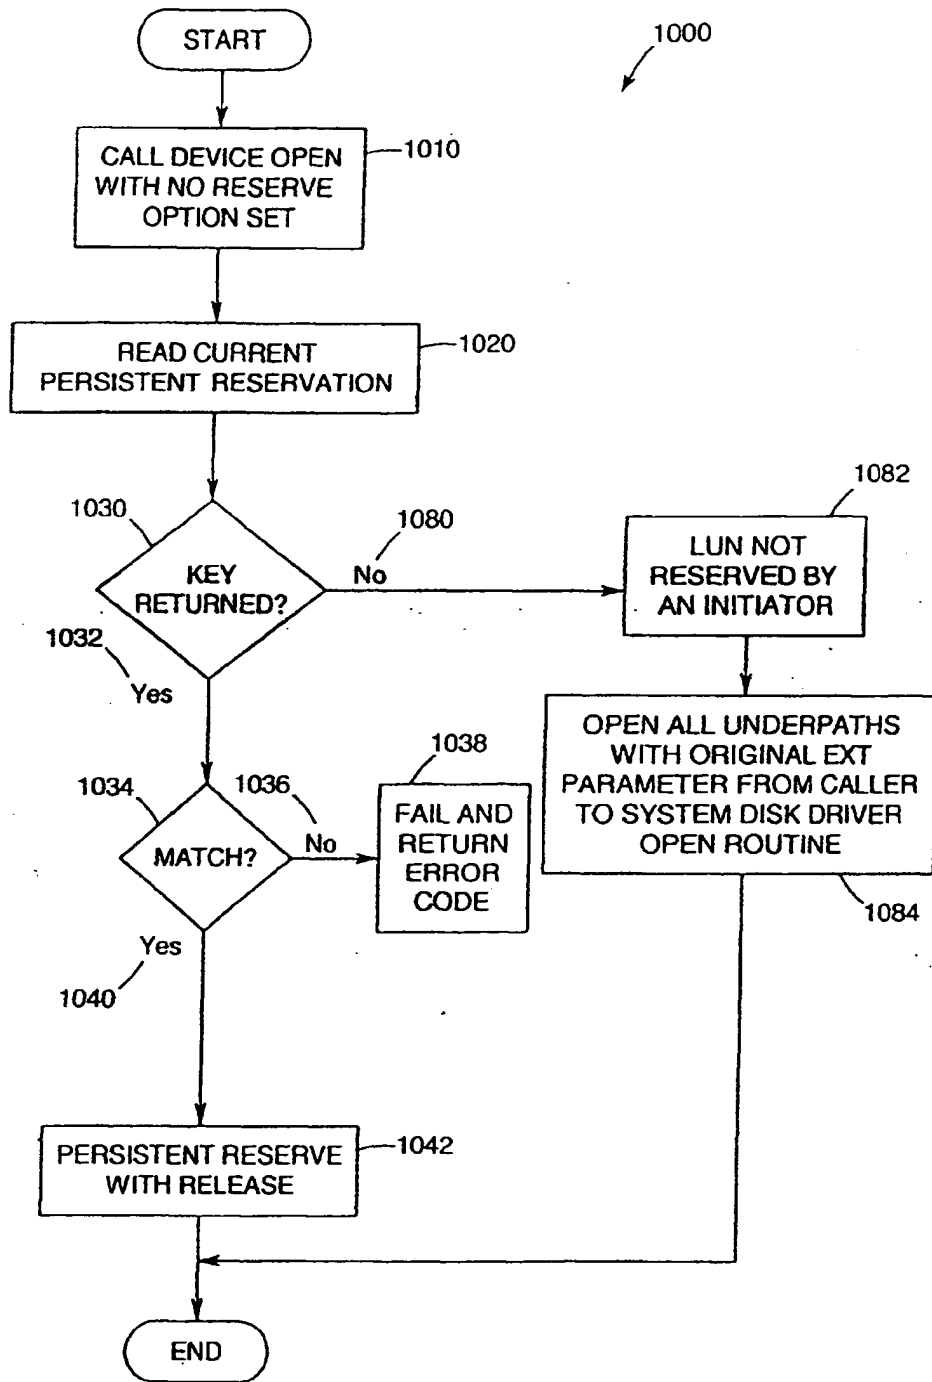 START
1000
CALL DEVICE OPEN
WITH NO RESERVE
OPTION SET
1010
READ CURRENT
PERSISTENT RESERVATION
1020
1030
KEY
RETURNED?
1080
No
1082
LUN NOT
RESERVED BY
AN INITIATOR
1032
Yes
OPEN ALL UNDERPATHS
WITH ORIGINAL EXT
PARAMETER FROM CALLER
TO SYSTEM DISK DRIVER
OPEN ROUTINE
1084
1034
MATCH?
1036
No
1038
FAIL AND
RETURN
ERROR
CODE
Yes
1040
PERSISTENT RESERVE
WITH RELEASE
1042
END